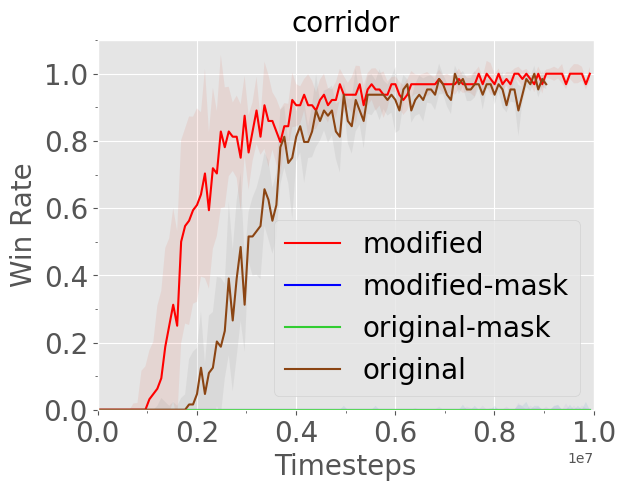 corridor
Win Rate
1.0
0.8
0.6
0.4
0.2
0.0
modified
modified-mask
original-mask
original
0.0 0.2 0.4 0.6 0.8 1.0
1e7
Timesteps